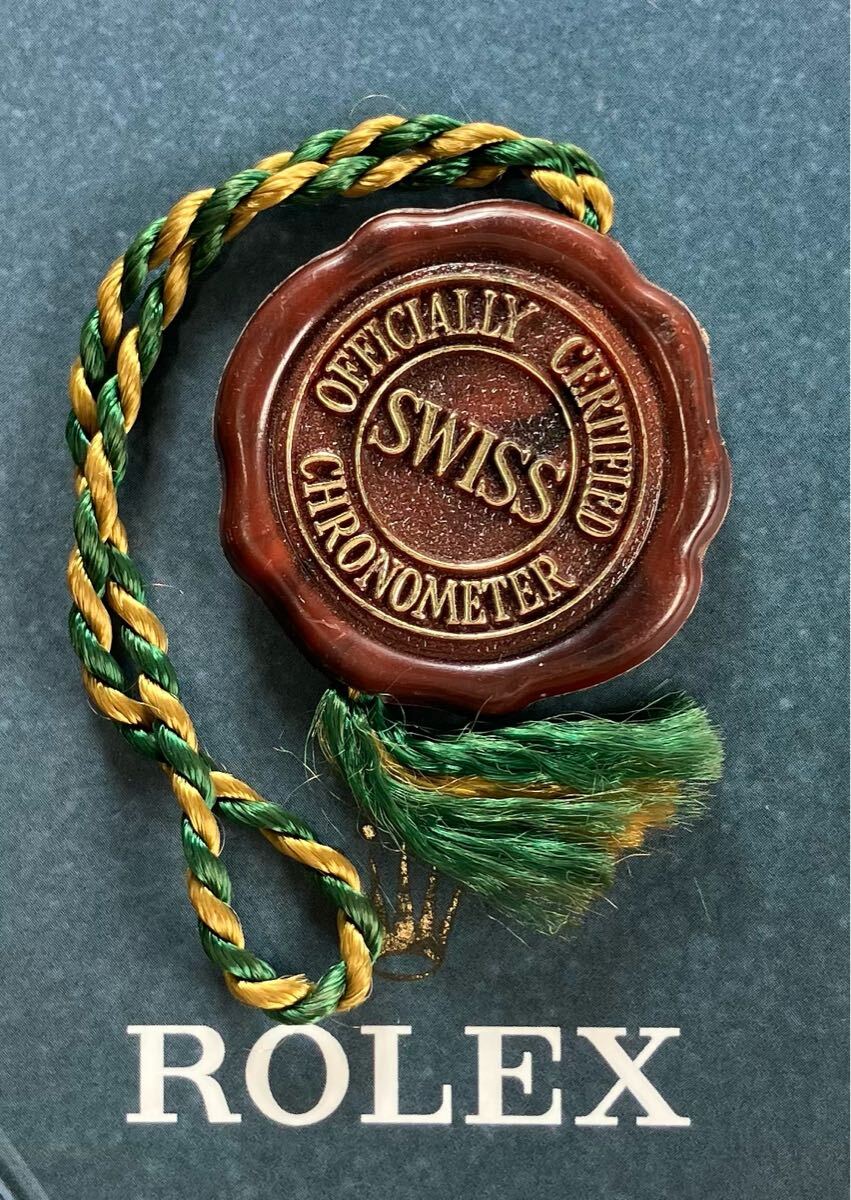 OFFICIALLY CERTIFIED
CHRONOMETER
SWISS
ROLEX